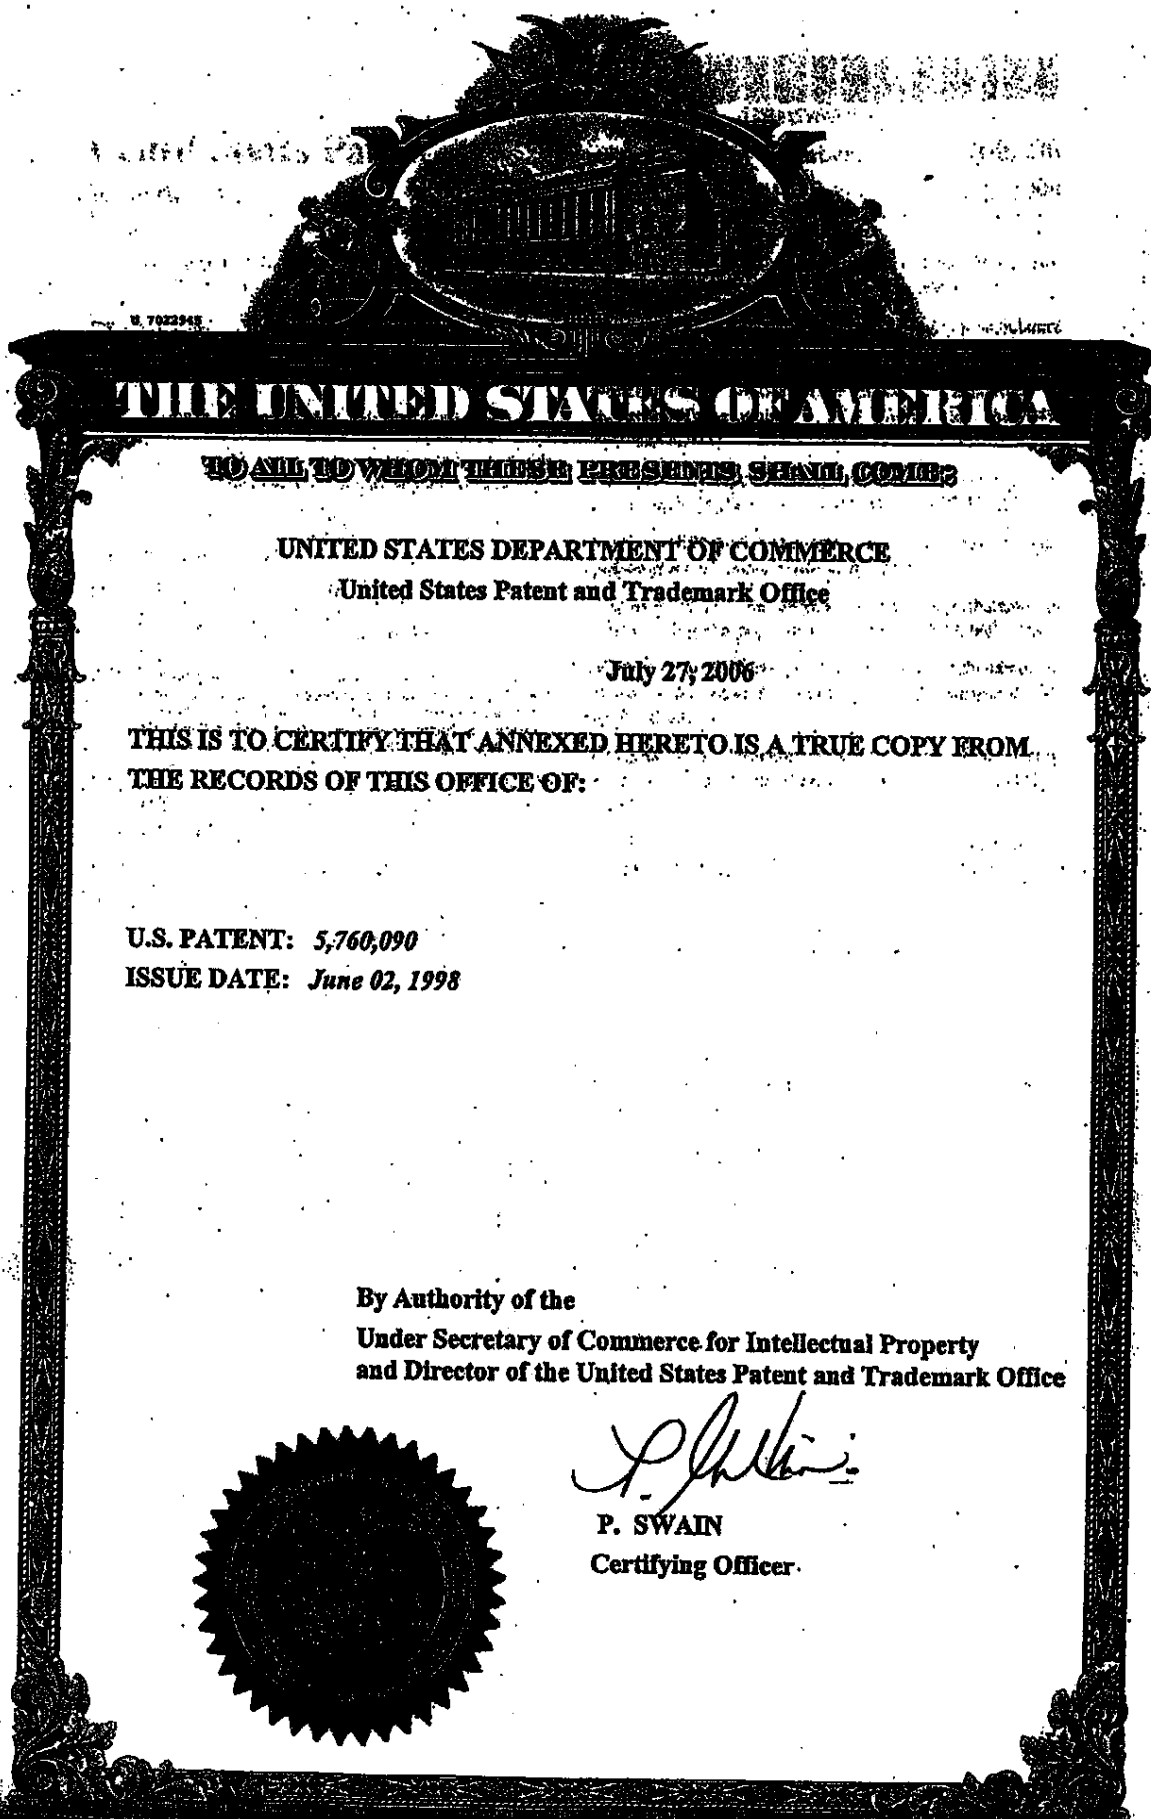 U 7022945
THE UNITED STATES OF AMERICA
TO ALL TO WHOM THESE PRESENTS SHALL COME:
UNITED STATES DEPARTMENT OF COMMERCE
United States Patent and Trademark Office
July 27, 2006
THIS IS TO CERTIFY THAT ANNEXED HERETO IS A TRUE COPY FROM
THE RECORDS OF THIS OFFICE OF:
U.S. PATENT: 5,760,090
ISSUE DATE: June 02, 1998
By Authority of the
Under Secretary of Commerce for Intellectual Property
and Director of the United States Patent and Trademark Office
P. Swain
P. SWAIN
Certifying Officer